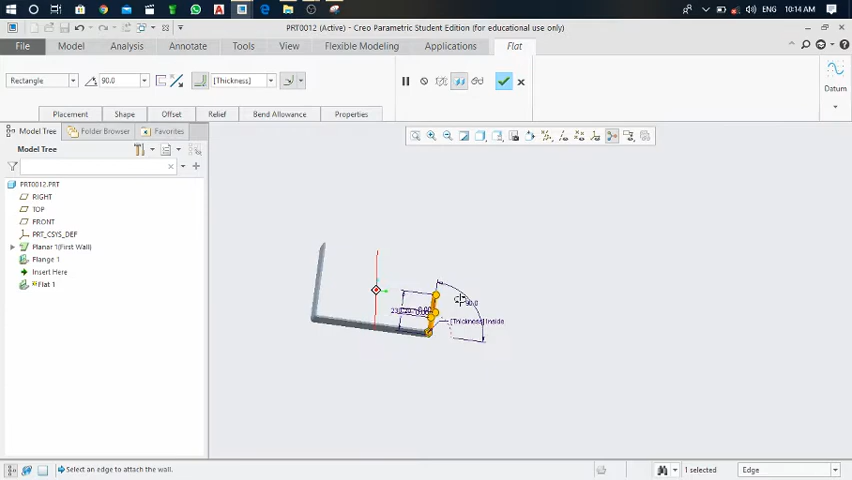 ENG
10:14 AM
PRT0012 (Active) - Creo Parametric Student Edition (for educational use only)
File
Model
Analysis
Annotate
Tools
View
Flexible Modeling
Applications
Flat
Rectangle
90.0
[Thickness]
Placement
Shape
Offset
Relief
Bend Allowance
Properties
Datum
Model Tree
Folder Browser
Favorites
Model Tree
PRT0012.PRT
RIGHT
TOP
PRT_CSYS_DEF
FRONT
Planar 1(First Wall)
Flange 1
Insert Here
Flat 1
90.0
[Thickness] Inside
Select an edge to attach the wall.
1 selected
Edge